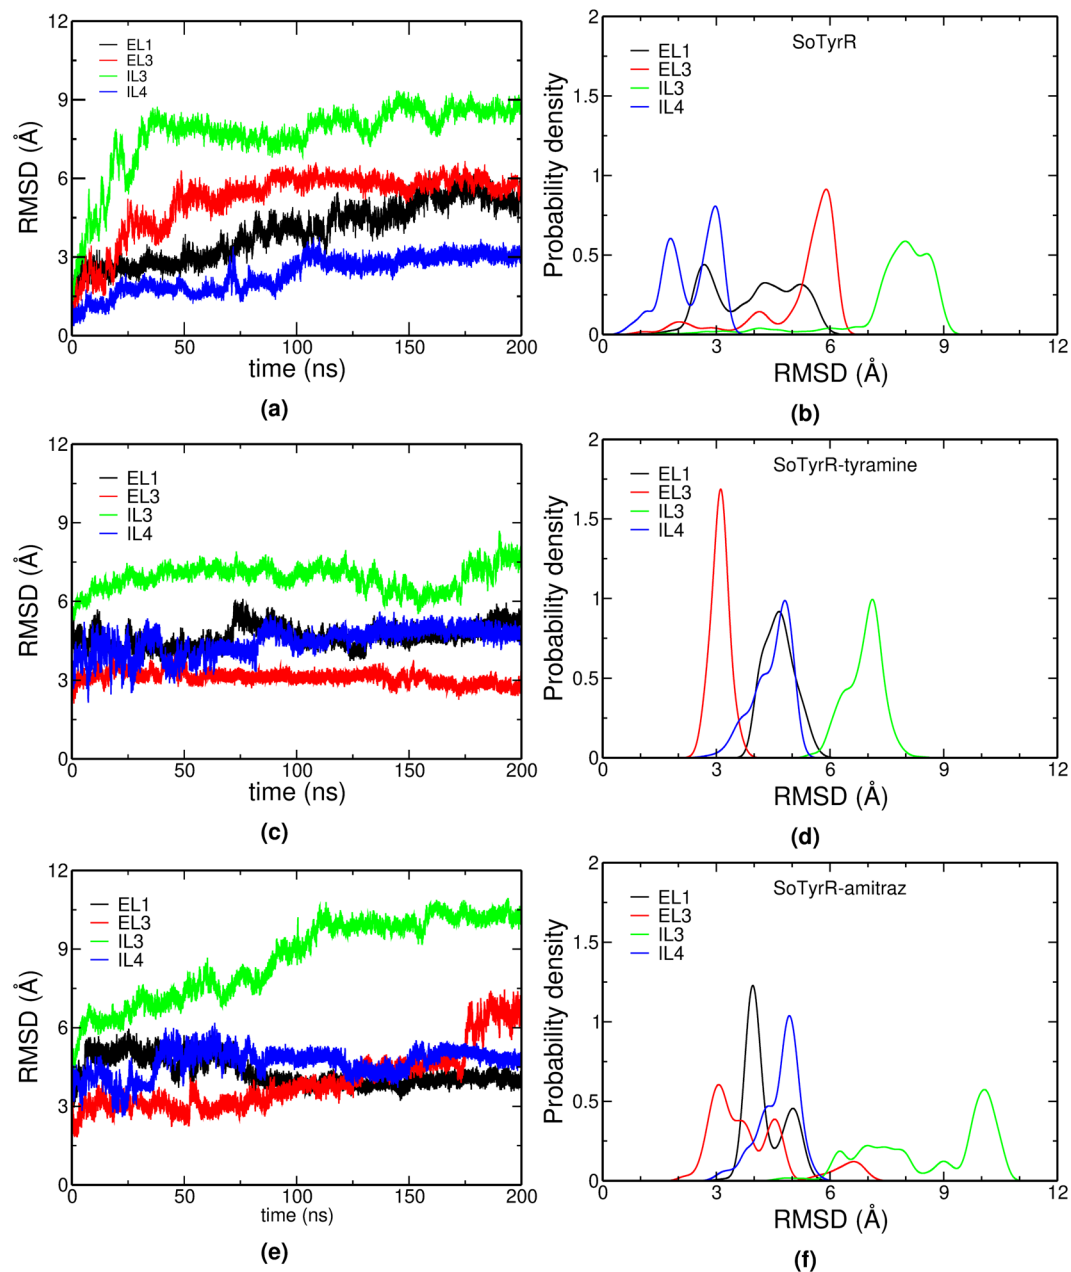 12
9
6
3
0
RMSD (Å)
EL1
EL3
IL3
IL4
0 50 100 150 200
time (ns)
(a)
2
1.5
1
0.5
0
Probability density
SoTyrR
EL1
EL3
IL3
IL4
0 3 6 9 12
RMSD (Å)
(b)
12
9
6
3
0
RMSD (Å)
EL1
EL3
IL3
IL4
0 50 100 150 200
time (ns)
(c)
2
1.5
1
0.5
0
Probability density
SoTyrR-tyramine
EL1
EL3
IL3
IL4
0 3 6 9 12
RMSD (Å)
(d)
12
9
6
3
0
RMSD (Å)
EL1
EL3
IL3
IL4
0 50 100 150 200
time (ns)
(e)
2
1.5
1
0.5
0
Probability density
SoTyrR-amitraz
EL1
EL3
IL3
IL4
0 3 6 9 12
RMSD (Å)
(f)